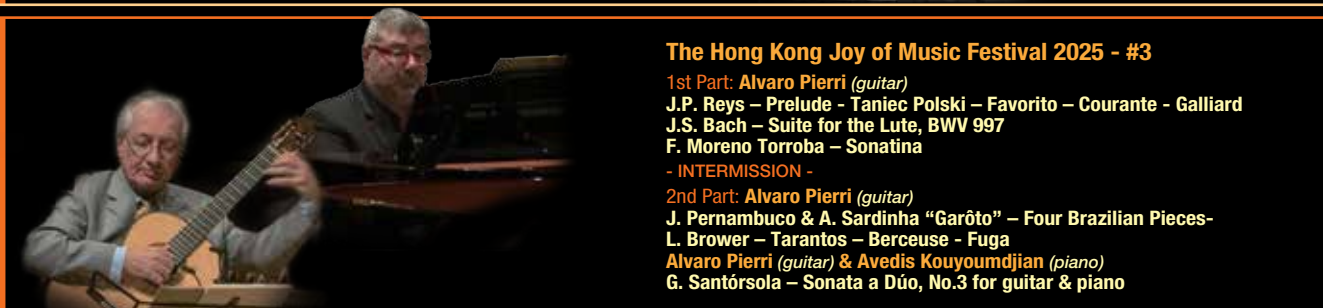 The Hong Kong Joy of Music Festival 2025 - #3
1st Part: Alvaro Pierri (guitar)
J.P. Reys – Prelude - Taniec Polski – Favorito – Courante - Galliard
J.S. Bach – Suite for the Lute, BWV 997
F. Moreno Torroba – Sonatina
- INTERMISSION -
2nd Part: Alvaro Pierri (guitar)
J. Pernambuco & A. Sardinha “Garôto” – Four Brazilian Pieces-
L. Brower – Tarantos – Berceuse - Fuga
Alvaro Pierri (guitar) & Avedis Kouyoumdjian (piano)
G. Santórsola – Sonata a Dúo, No.3 for guitar & piano